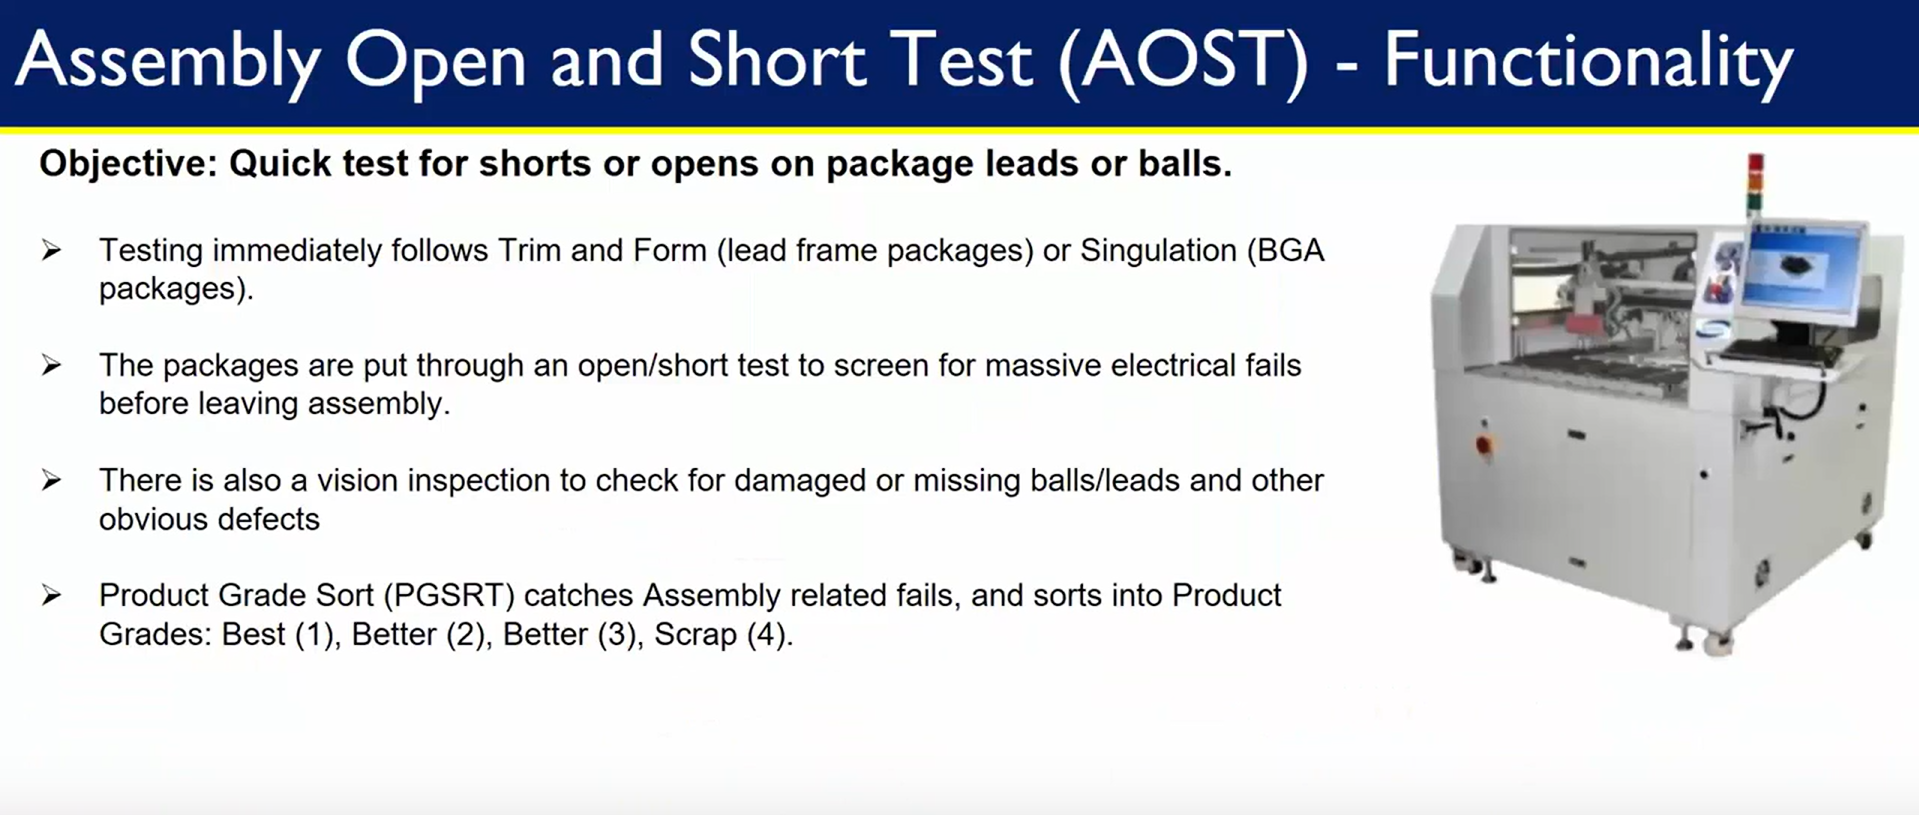 Assembly Open and Short Test (AOST) - Functionality
Objective: Quick test for shorts or opens on package leads or balls.
➢ Testing immediately follows Trim and Form (lead frame packages) or Singulation (BGA
packages).
➢ The packages are put through an open/short test to screen for massive electrical fails
before leaving assembly.
➢ There is also a vision inspection to check for damaged or missing balls/leads and other
obvious defects
➢ Product Grade Sort (PGSRT) catches Assembly related fails, and sorts into Product
Grades: Best (1), Better (2), Better (3), Scrap (4).